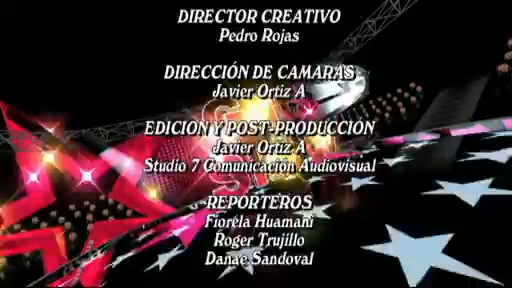 DIRECTOR CREATIVO
Pedro Rojas
DIRECCIÓN DE CAMARAS
Javier Ortiz A
EDICION Y POST-PRODUCCIÓN
Javier Ortiz A
Studio 7 Comunicación Audiovisual
REPORTEROS
Fiorela Huamaní
Roger Trujillo
Danae Sandoval